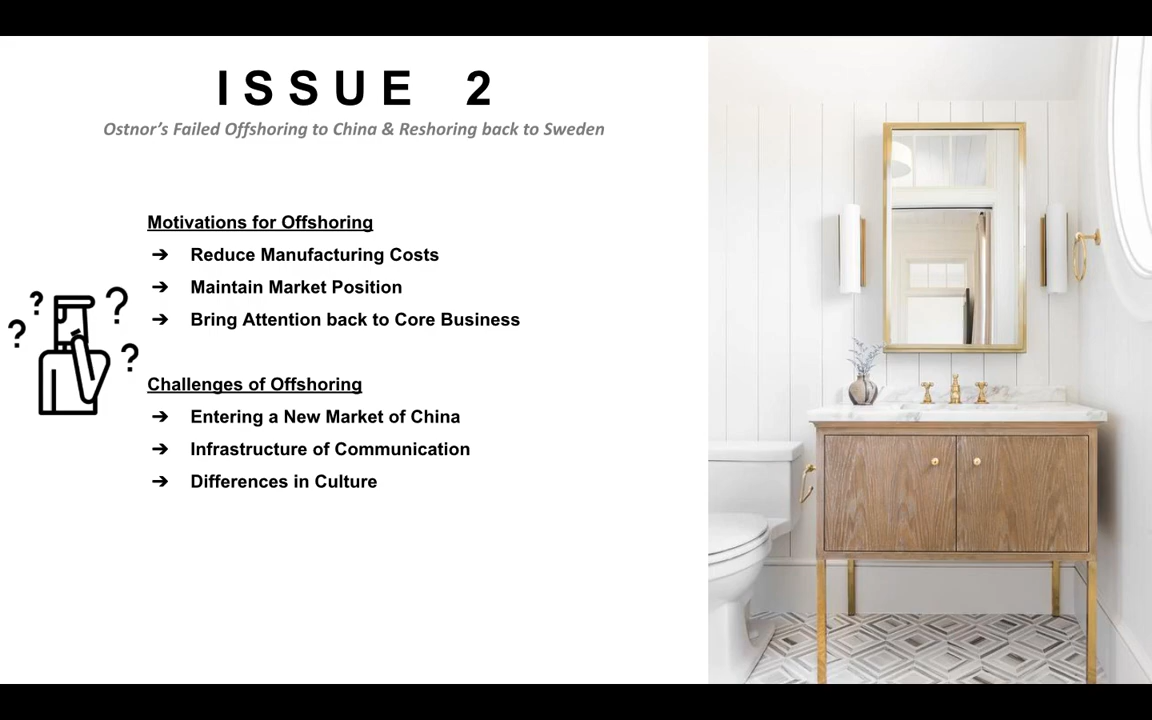 ISSUE 2
Ostnor's Failed Offshoring to China & Reshoring back to Sweden
Motivations for Offshoring
➔ Reduce Manufacturing Costs
➔ Maintain Market Position
➔ Bring Attention back to Core Business
? ? ? ?
Challenges of Offshoring
➔ Entering a New Market of China
➔ Infrastructure of Communication
➔ Differences in Culture